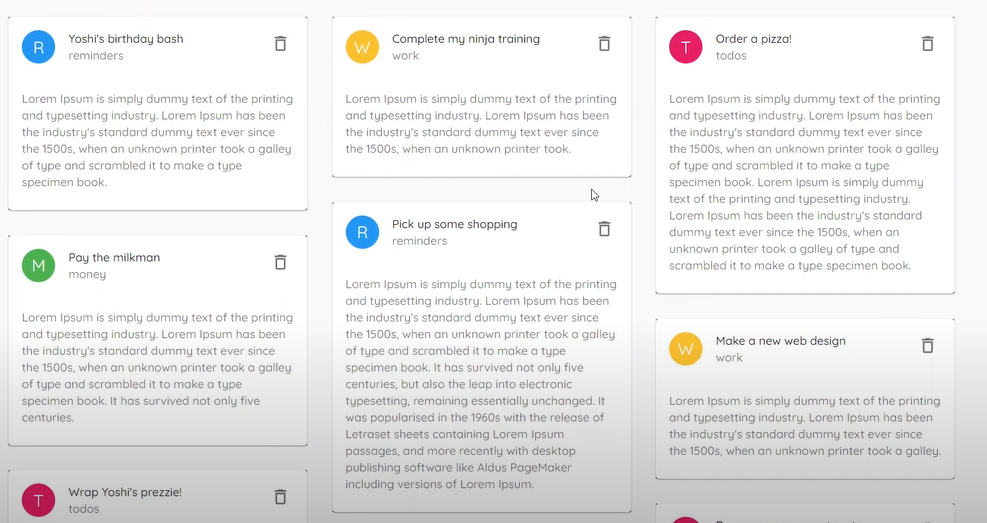 R
Yoshi's birthday bash
reminders
Lorem Ipsum is simply dummy text of the printing
and typesetting industry. Lorem Ipsum has been
the industry's standard dummy text ever since
the 1500s, when an unknown printer took a galley
of type and scrambled it to make a type
specimen book.
M
Pay the milkman
money
Lorem Ipsum is simply dummy text of the printing
and typesetting industry. Lorem Ipsum has been
the industry's standard dummy text ever since
the 1500s, when an unknown printer took a galley
of type and scrambled it to make a type
specimen book. It has survived not only five
centuries.
T
Wrap Yoshi's prezzie!
todos
W
Complete my ninja training
work
Lorem Ipsum is simply dummy text of the printing
and typesetting industry. Lorem Ipsum has been
the industry's standard dummy text ever since
the 1500s, when an unknown printer took.
R
Pick up some shopping
reminders
Lorem Ipsum is simply dummy text of the printing
and typesetting industry. Lorem Ipsum has been
the industry's standard dummy text ever since
the 1500s, when an unknown printer took a galley
of type and scrambled it to make a type
specimen book. It has survived not only five
centuries, but also the leap into electronic
typesetting, remaining essentially unchanged. It
was popularised in the 1960s with the release of
Letraset sheets containing Lorem Ipsum
passages, and more recently with desktop
publishing software like Aldus PageMaker
including versions of Lorem Ipsum.
T
Order a pizza!
todos
Lorem Ipsum is simply dummy text of the printing
and typesetting industry. Lorem Ipsum has been
the industry's standard dummy text ever since
the 1500s, when an unknown printer took a galley
of type and scrambled it to make a type
specimen book. Lorem Ipsum is simply dummy
text of the printing and typesetting industry.
Lorem Ipsum has been the industry's standard
dummy text ever since the 1500s, when an
unknown printer took a galley of type and
scrambled it to make a type specimen book.
W
Make a new web design
work
Lorem Ipsum is simply dummy text of the printing
and typesetting industry. Lorem Ipsum has been
the industry's standard dummy text ever since
the 1500s, when an unknown printer took a galley.